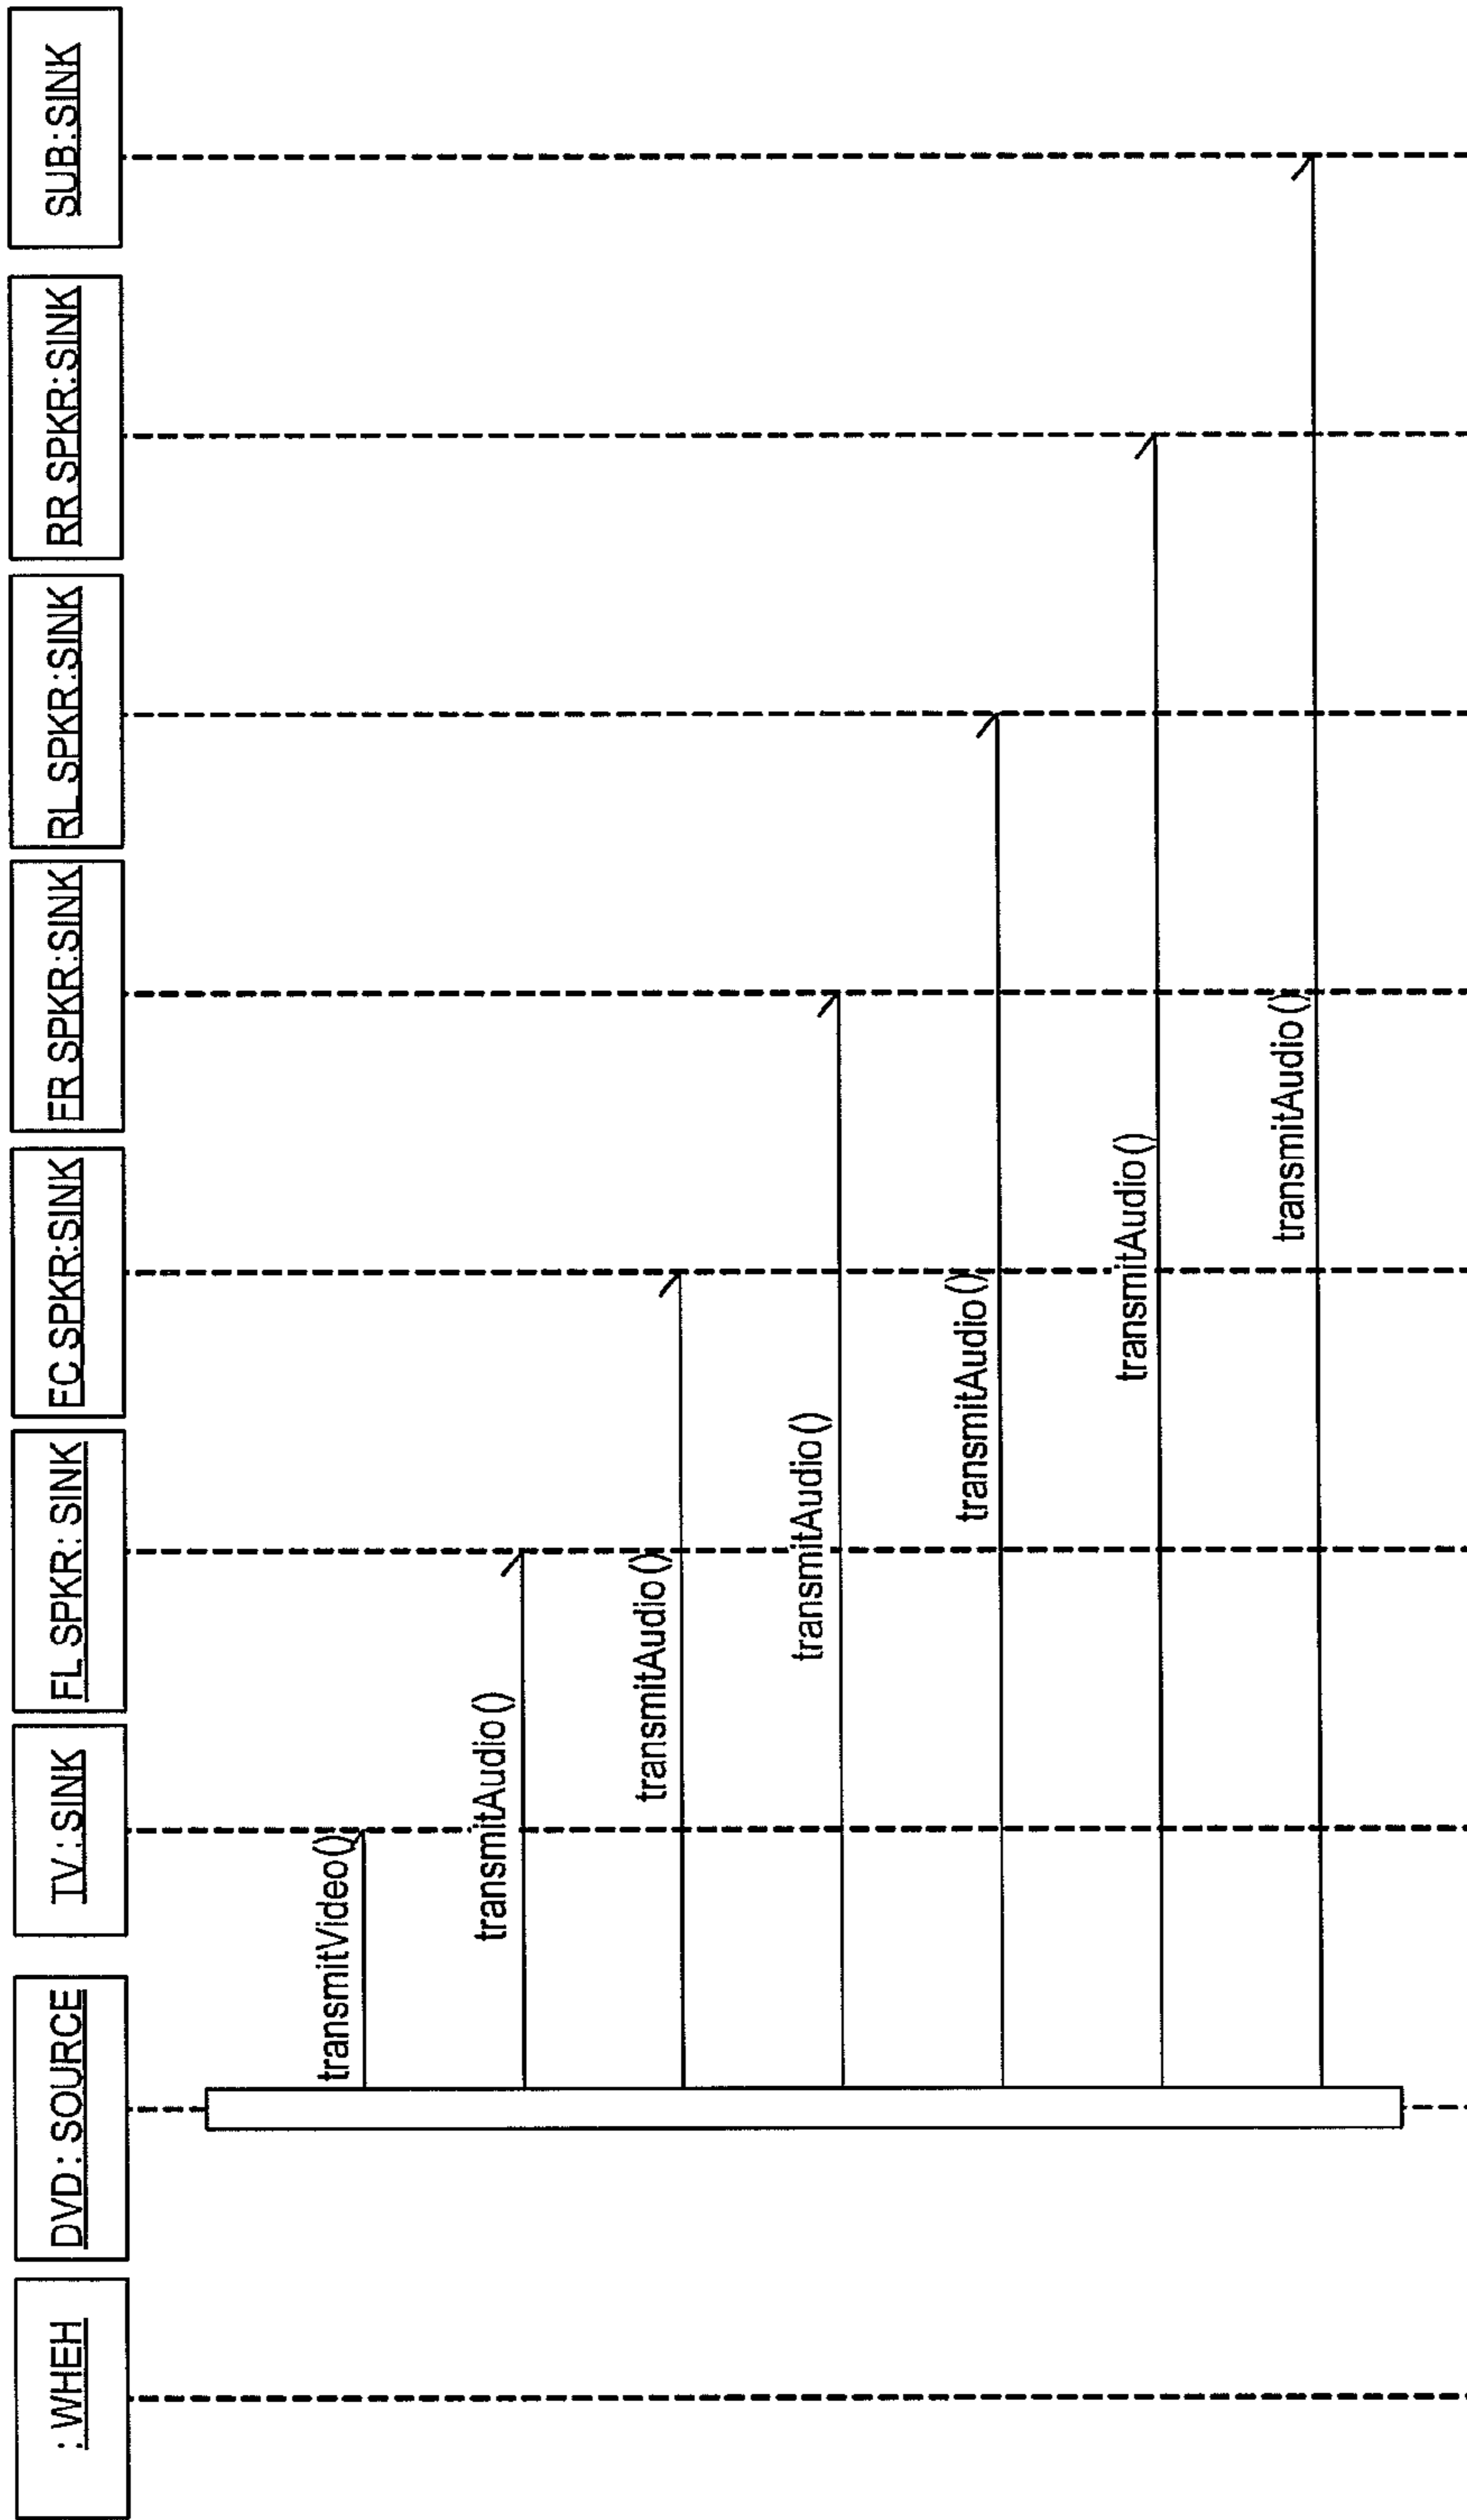 : WHEH
DVD: SOURCE
TV: SINK
FL SPKR: SINK
FC SPKR:SINK
FR SPKR:SINK
RL SPKR:SINK
RR SPKR:SINK
SUB:SINK
transmitVideo()
transmitAudio()
transmitAudio()
transmitAudio()
transmitAudio()
transmitAudio()
transmitAudio()